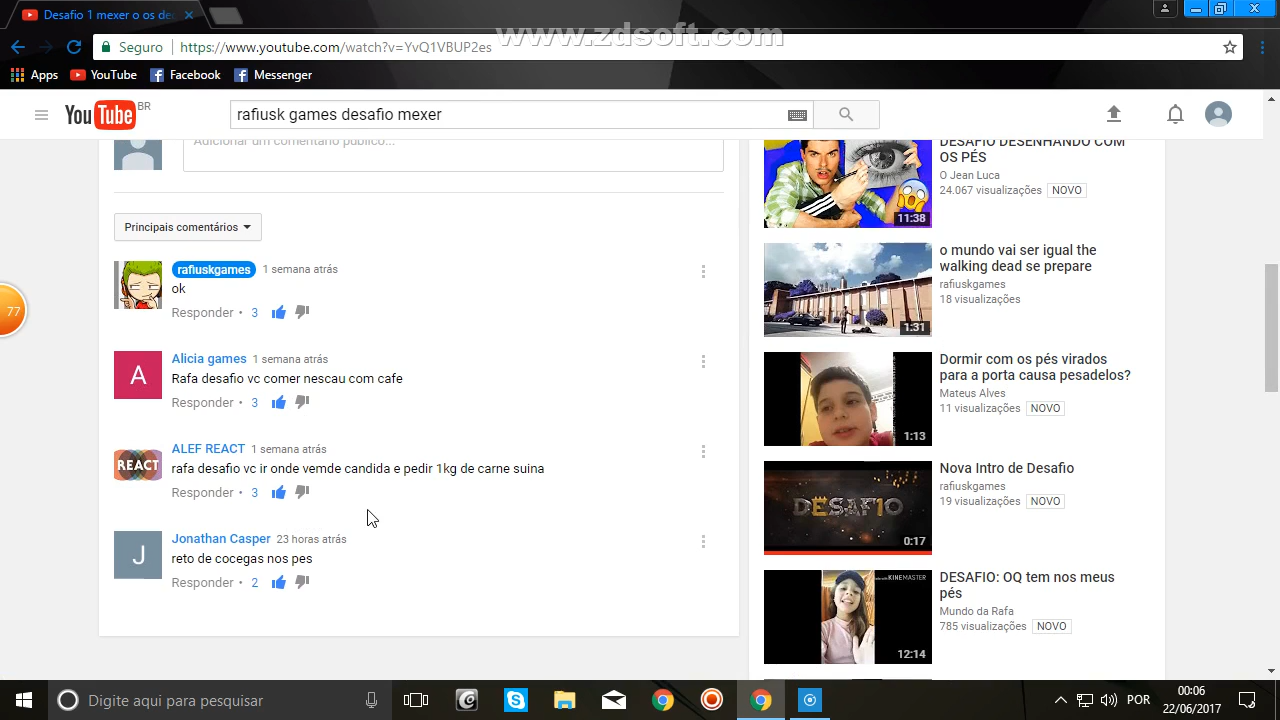 Desafio 1 mexer o os de
www.zdsoft.com
Seguro
https://www.youtube.com/watch?v=YvQ1VBUP2es
Apps
YouTube
Facebook
Messenger
YouTube BR
rafiusk games desafio mexer
Adicionar um comentário público...
Principais comentários
77
rafiuskgames 1 semana atrás
ok
Responder • 3
A
Alicia games 1 semana atrás
Rafa desafio vc comer nescau com cafe
Responder • 3
REACT
ALEF REACT 1 semana atrás
rafa desafio vc ir onde vemde candida e pedir 1kg de carne suina
Responder • 3
J
Jonathan Casper 23 horas atrás
reto de cocegas nos pes
Responder • 2
DESAFIO DESENHANDO COM
OS PÉS
O Jean Luca
24.067 visualizações NOVO
11:38
o mundo vai ser igual the
walking dead se prepare
rafiuskgames
18 visualizações
1:31
Dormir com os pés virados
para a porta causa pesadelos?
Mateus Alves
11 visualizações NOVO
1:13
DESAF1O
Nova Intro de Desafio
rafiuskgames
19 visualizações NOVO
0:17
KINEMASTER
DESAFIO: OQ tem nos meus
pés
Mundo da Rafa
785 visualizações NOVO
12:14
Digite aqui para pesquisar
POR
00:06
22/06/2017